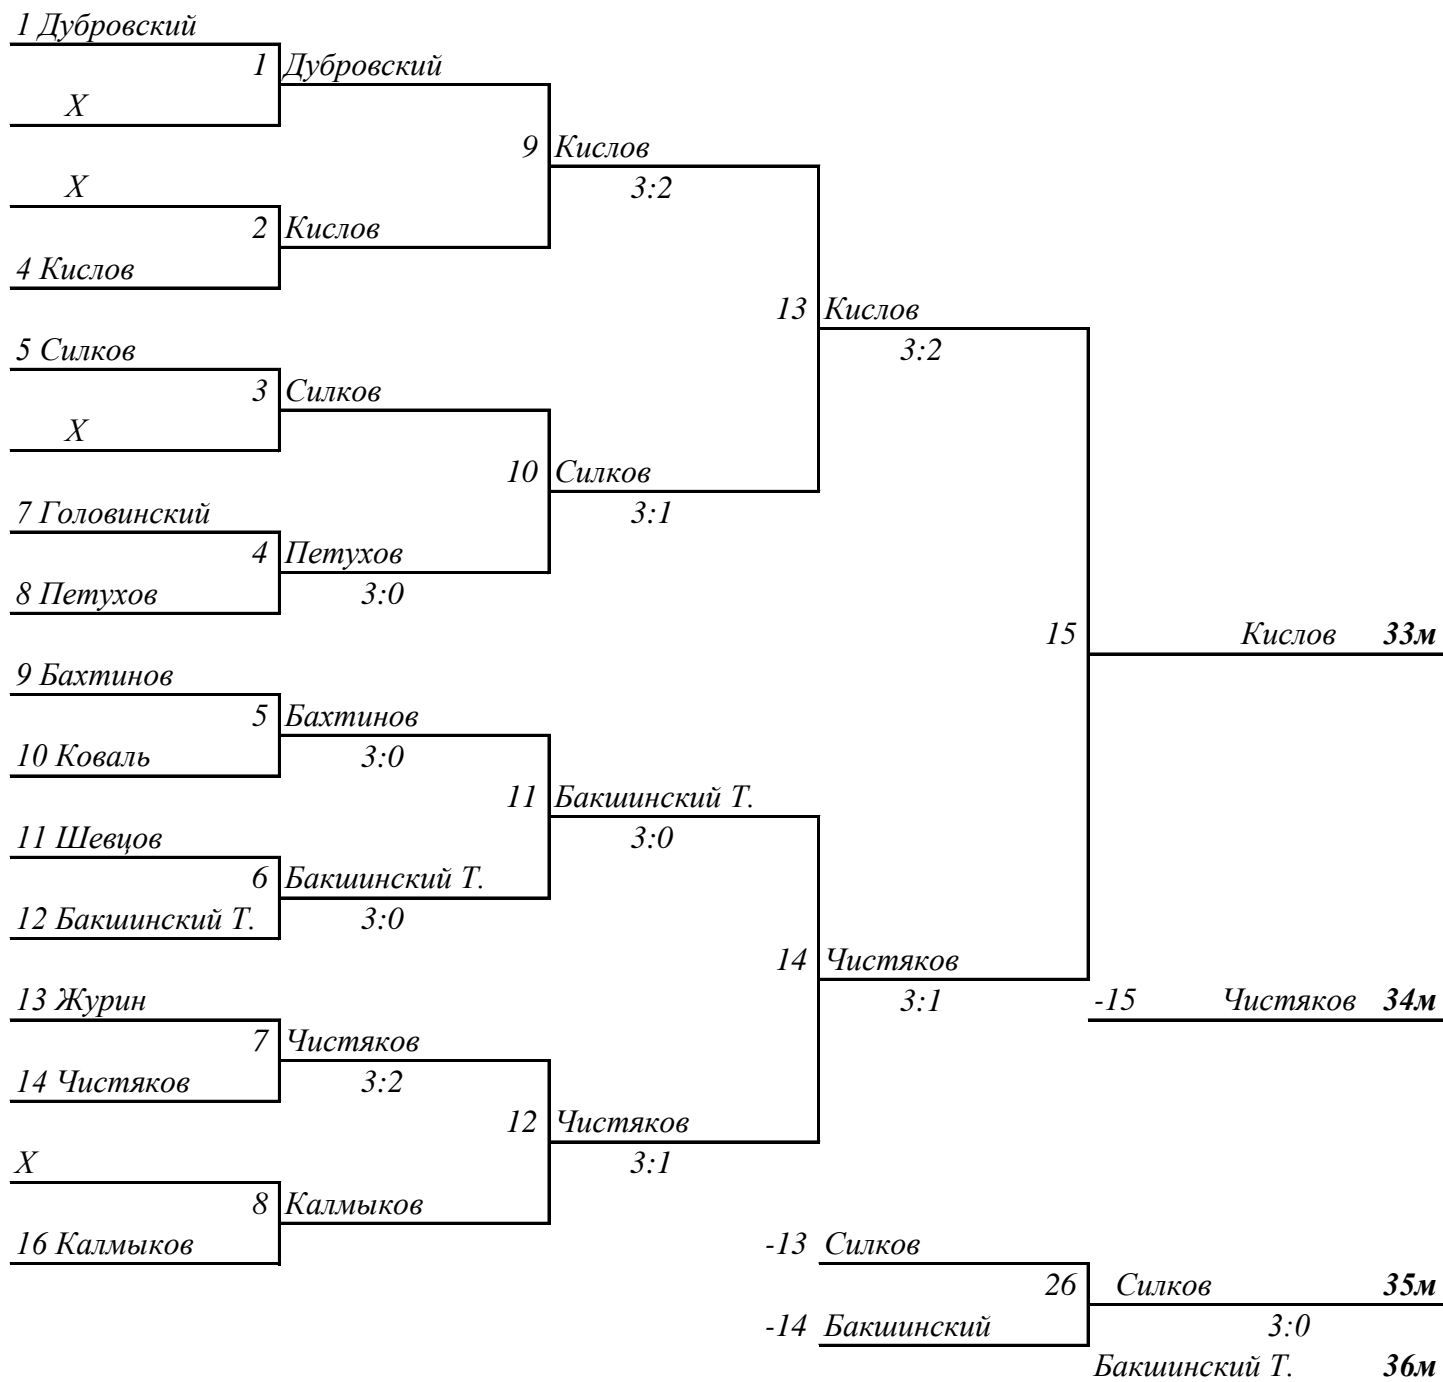 1 Дубровский
1 Дубровский
X
9 Кислов
X
3:2
2 Кислов
4 Кислов
13 Кислов
5 Силков
3:2
3 Силков
X
10 Силков
7 Головинский
3:1
4 Петухов
8 Петухов
3:0
15
Кислов 33м
9 Бахтинов
5 Бахтинов
10 Коваль
3:0
11 Бакшинский Т.
11 Шевцов
3:0
6 Бакшинский Т.
12 Бакшинский Т.
3:0
14 Чистяков
13 Журин
3:1
-15 Чистяков 34м
7 Чистяков
14 Чистяков
3:2
12 Чистяков
X
3:1
8 Калмыков
16 Калмыков
-13 Силков
26 Силков 35м
-14 Бакшинский
3:0
Бакшинский Т. 36м